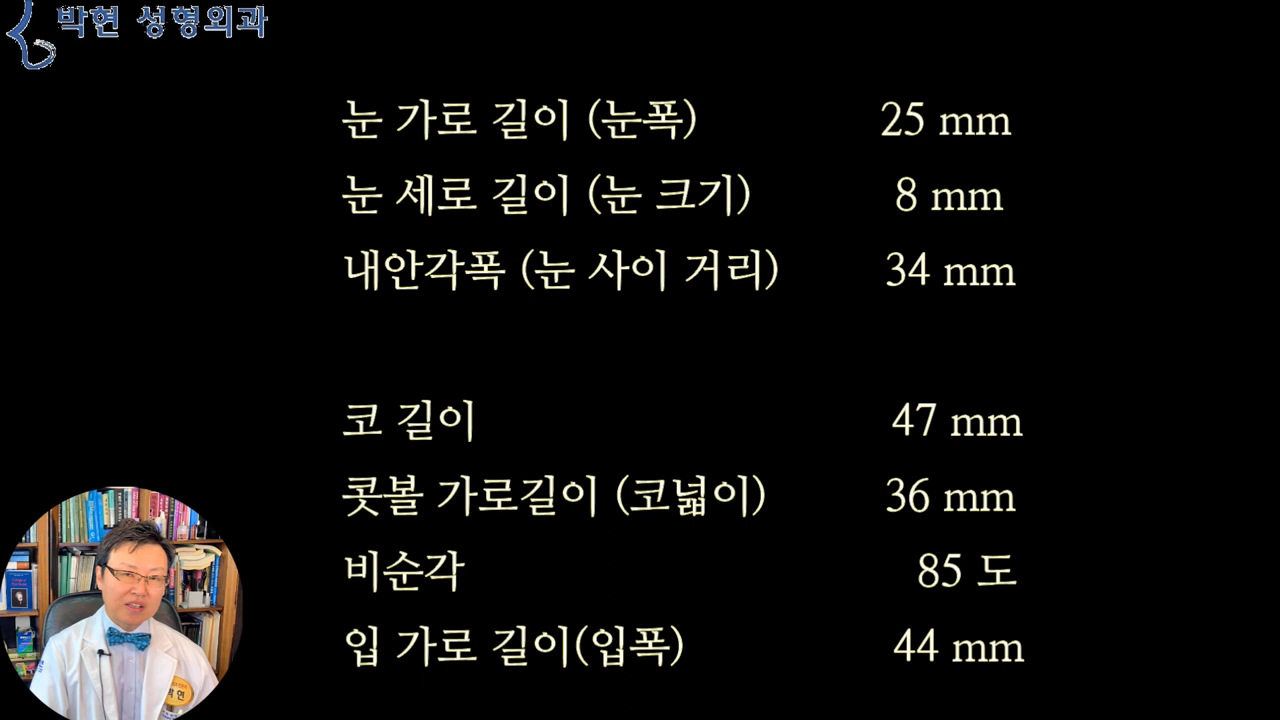 박현 성형외과
눈 가로 길이 (눈폭) 25 mm
눈 세로 길이 (눈 크기) 8 mm
내안각폭 (눈 사이 거리) 34 mm
코 길이 47 mm
콧볼 가로길이 (코넓이) 36 mm
비순각 85 도
입 가로 길이(입폭) 44 mm
박현